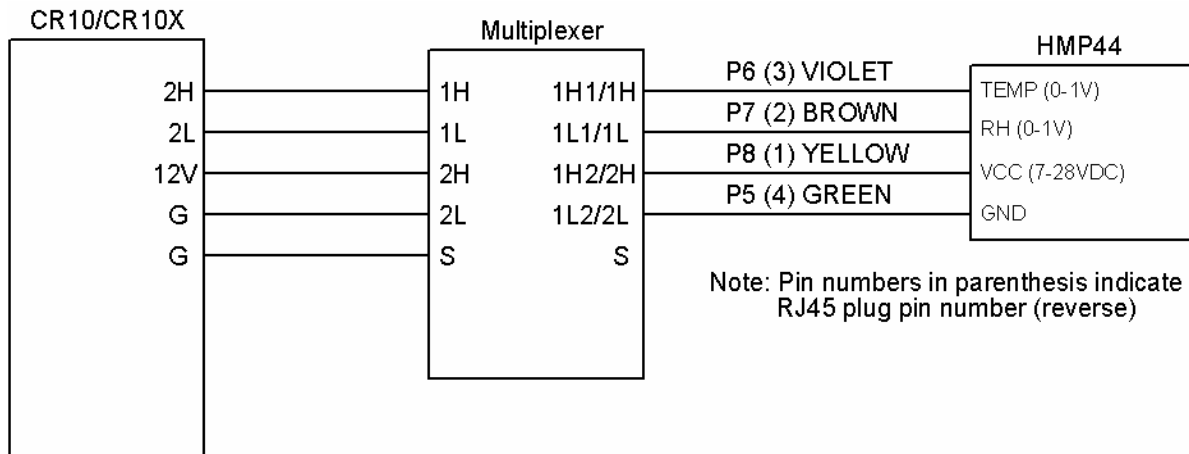 CR10/CR10X
2H
2L
12V
G
G
Multiplexer
1H 1H1/1H
1L 1L1/1L
2H 1H2/2H
2L 1L2/2L
S S
P6 (3) VIOLET
P7 (2) BROWN
P8 (1) YELLOW
P5 (4) GREEN
HMP44
TEMP (0-1V)
RH (0-1V)
VCC (7-28VDC)
GND
Note: Pin numbers in parenthesis indicate
RJ45 plug pin number (reverse)